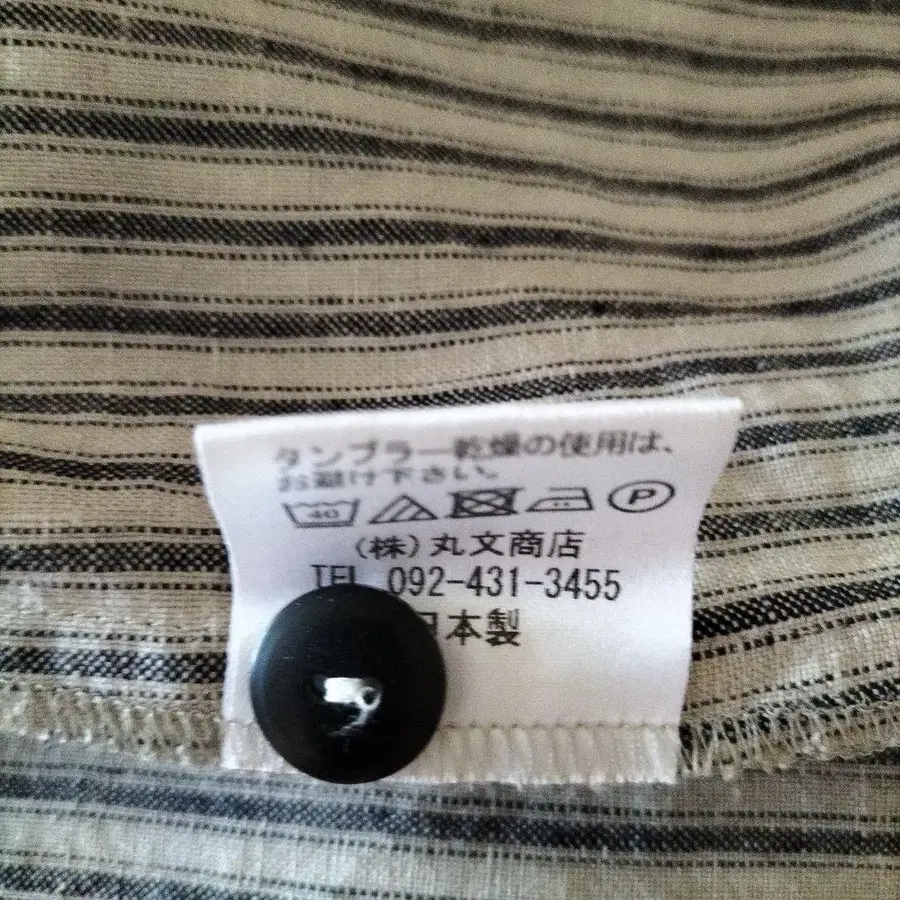 タンブラー乾燥の使用は、
お避け下さい。
40 P
(株)丸文商店
TEL 092-431-3455
日本製